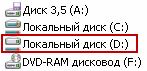 Диск 3,5 (A:)
Локальный диск (C:)
Локальный диск (D:)
DVD-RAM дисковод (F:)